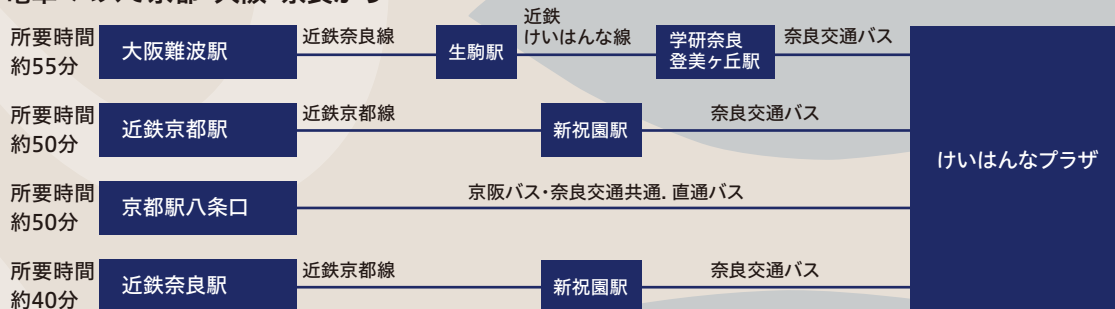 所要時間
約55分
大阪難波駅
近鉄奈良線
生駒駅
近鉄
けいはんな線
学研奈良
登美ヶ丘駅
奈良交通バス
所要時間
約50分
近鉄京都駅
近鉄京都線
新祝園駅
奈良交通バス
けいはんなプラザ
所要時間
約50分
京都駅八条口
京阪バス・奈良交通共通. 直通バス
所要時間
約40分
近鉄奈良駅
近鉄京都線
新祝園駅
奈良交通バス